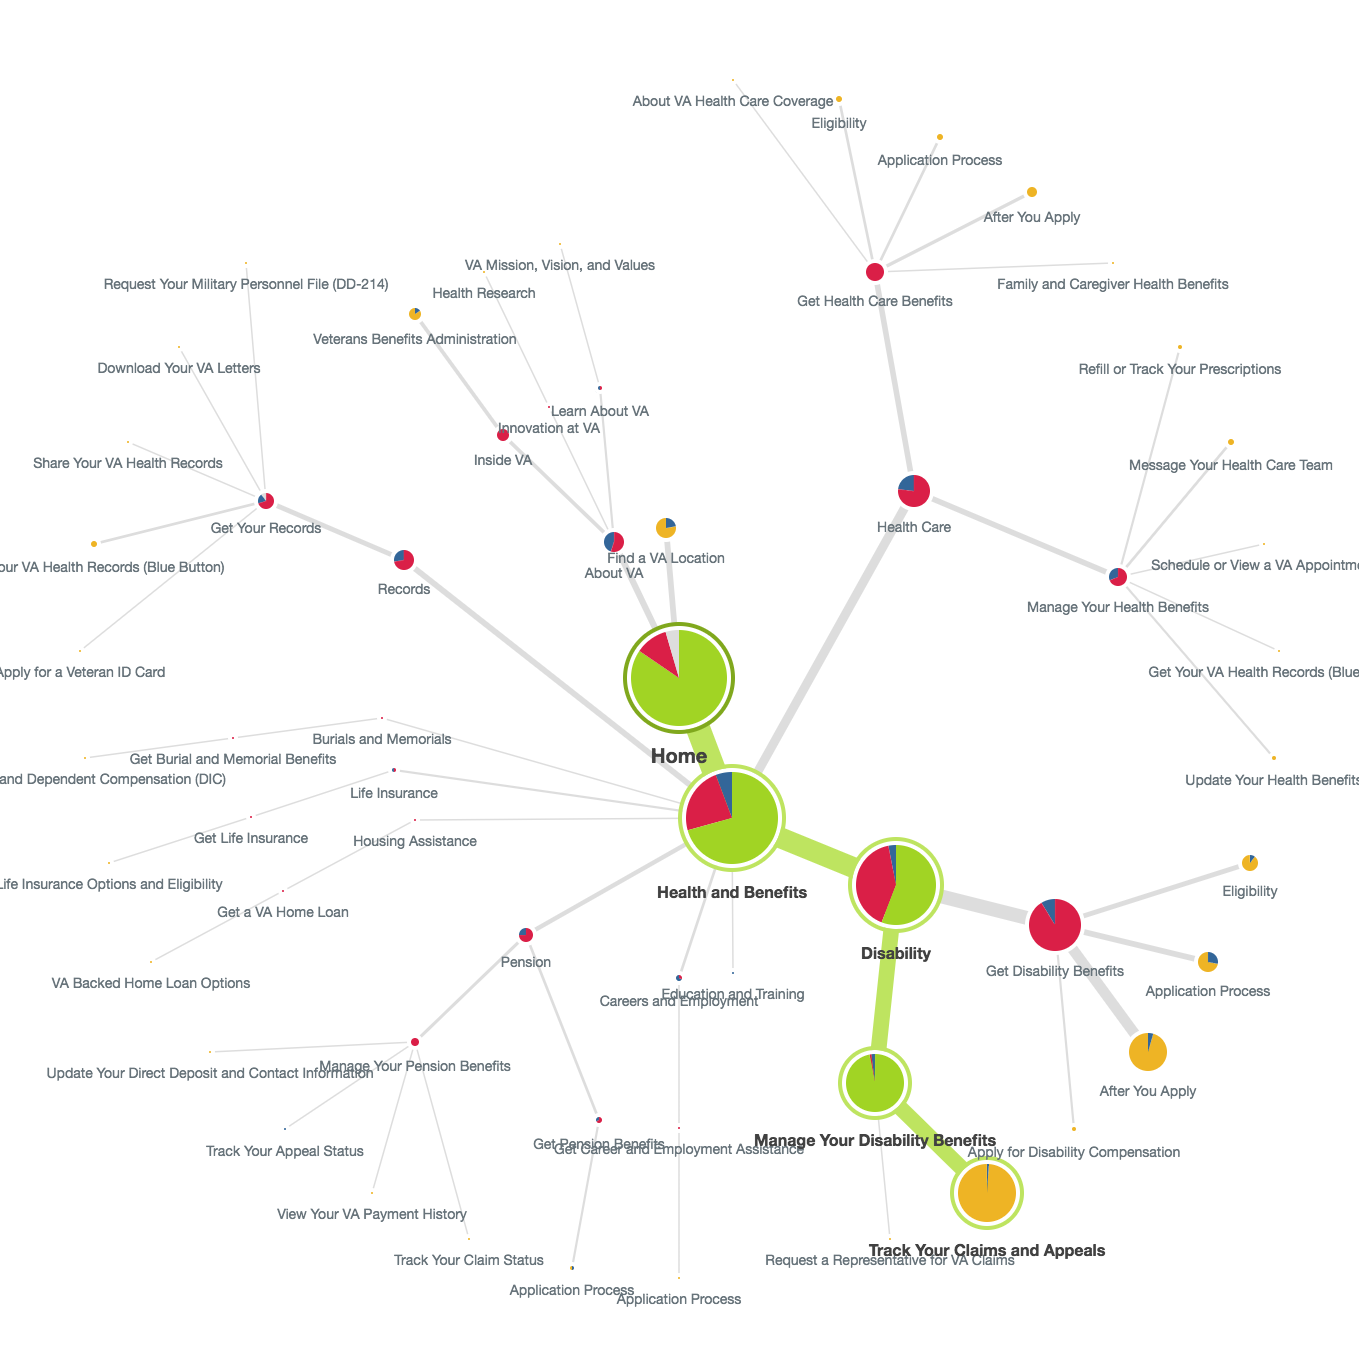 About VA Health Care Coverage
Eligibility
Application Process
After You Apply
VA Mission, Vision, and Values
Request Your Military Personnel File (DD-214)
Family and Caregiver Health Benefits
Health Research
Get Health Care Benefits
Veterans Benefits Administration
Download Your VA Letters
Refill or Track Your Prescriptions
Learn About VA
Innovation at VA
Inside VA
Share Your VA Health Records
Message Your Health Care Team
Get Your Records
Health Care
Find a VA Location
our VA Health Records (Blue Button)
Schedule or View a VA Appointme
About VA
Records
Manage Your Health Benefits
Apply for a Veteran ID Card
Get Your VA Health Records (Blue
Burials and Memorials
Home
Get Burial and Memorial Benefits
and Dependent Compensation (DIC)
Update Your Health Benefits
Life Insurance
Get Life Insurance
Housing Assistance
Life Insurance Options and Eligibility
Health and Benefits
Eligibility
Get a VA Home Loan
Disability
Pension
Get Disability Benefits
VA Backed Home Loan Options
Education and Training
Careers and Employment
Application Process
Manage Your Pension Benefits
Update Your Direct Deposit and Contact Information
After You Apply
Get Pension Benefits
Get Career and Employment Assistance
Manage Your Disability Benefits
Track Your Appeal Status
Apply for Disability Compensation
View Your VA Payment History
Track Your Claims and Appeals
Track Your Claim Status
Request a Representative for VA Claims
Application Process
Application Process